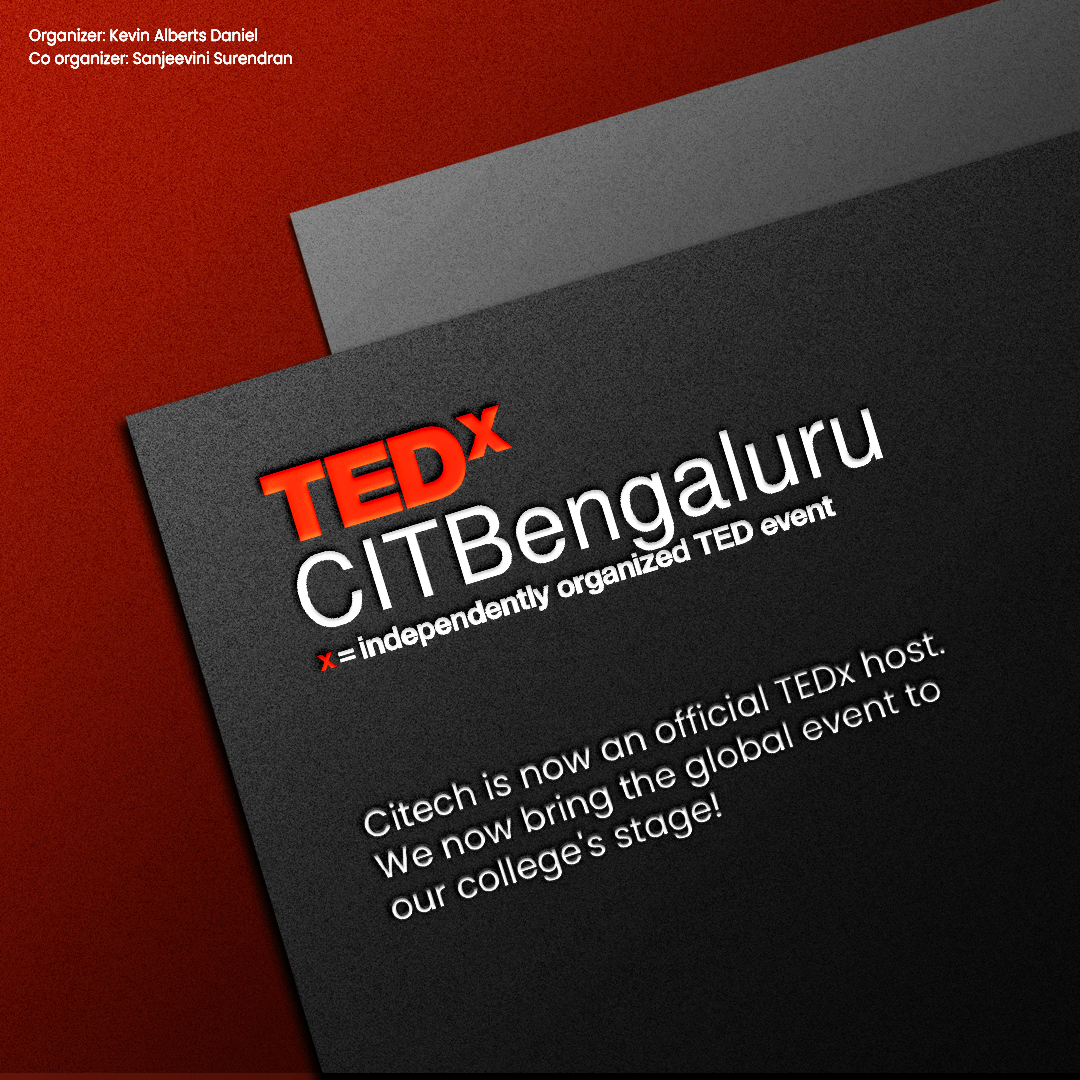 Organizer: Kevin Alberts Daniel
Co organizer: Sanjeevini Surendran
TEDx
CITBengaluru
x = independently organized TED event
Citech is now an official TEDx host.
We now bring the global event to
our college's stage!